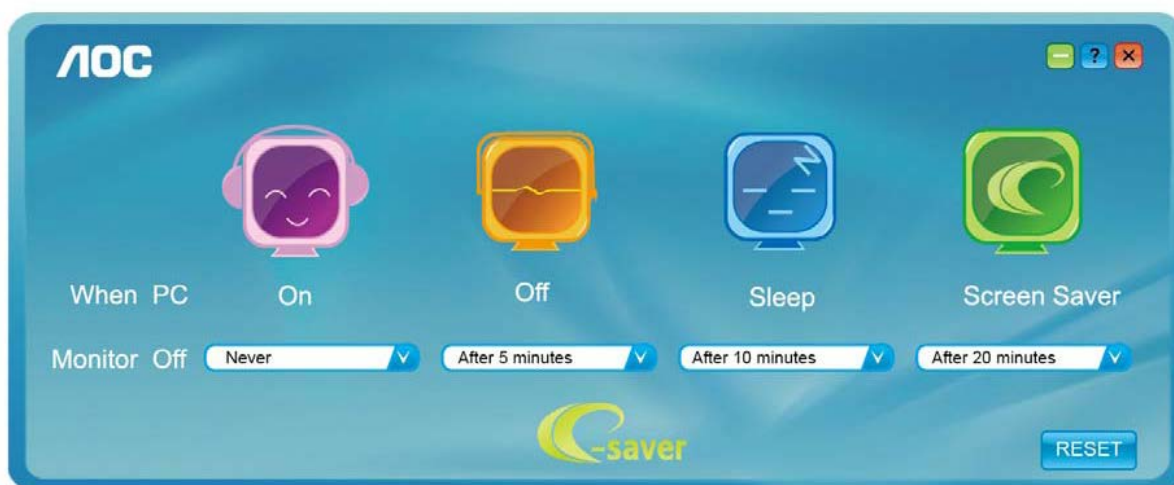 AOC
?
When PC On Off Sleep Screen Saver
Monitor Off Never After 5 minutes After 10 minutes After 20 minutes
e-saver
RESET